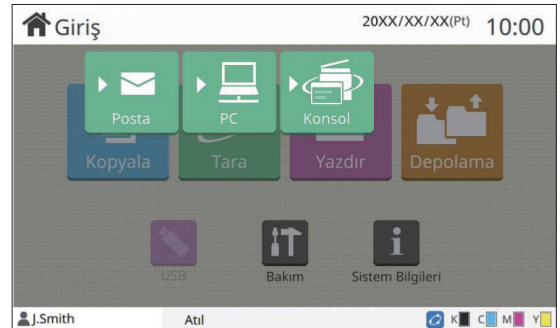 Giriş
20XX/XX/XX(Pt) 10:00
Posta PC Konsol
Kopyala Tara Yazdır Depolama
USB Bakım Sistem Bilgileri
J.Smith Atıl K C M Y